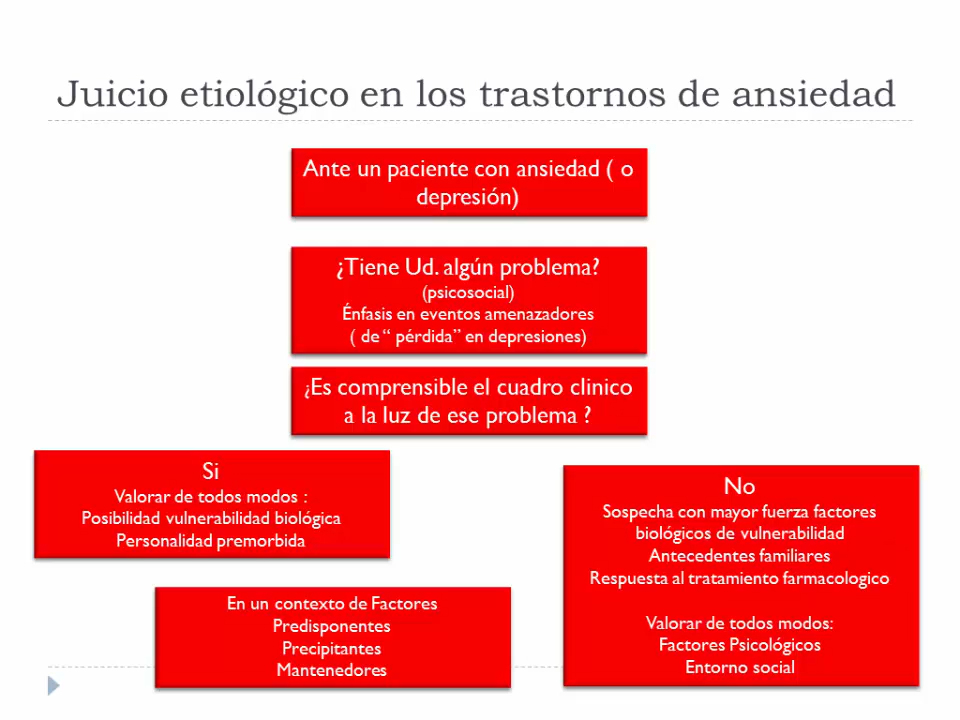 Juicio etiológico en los trastornos de ansiedad
Ante un paciente con ansiedad ( o
depresión)
¿Tiene Ud. algún problema?
(psicosocial)
Énfasis en eventos amenazadores
( de “ pérdida” en depresiones)
¿Es comprensible el cuadro clinico
a la luz de ese problema ?
Si
Valorar de todos modos :
Posibilidad vulnerabilidad biológica
Personalidad premorbida
No
Sospecha con mayor fuerza factores
biológicos de vulnerabilidad
Antecedentes familiares
Respuesta al tratamiento farmacologico
Valorar de todos modos:
Factores Psicológicos
Entorno social
En un contexto de Factores
Predisponentes
Precipitantes
Mantenedores